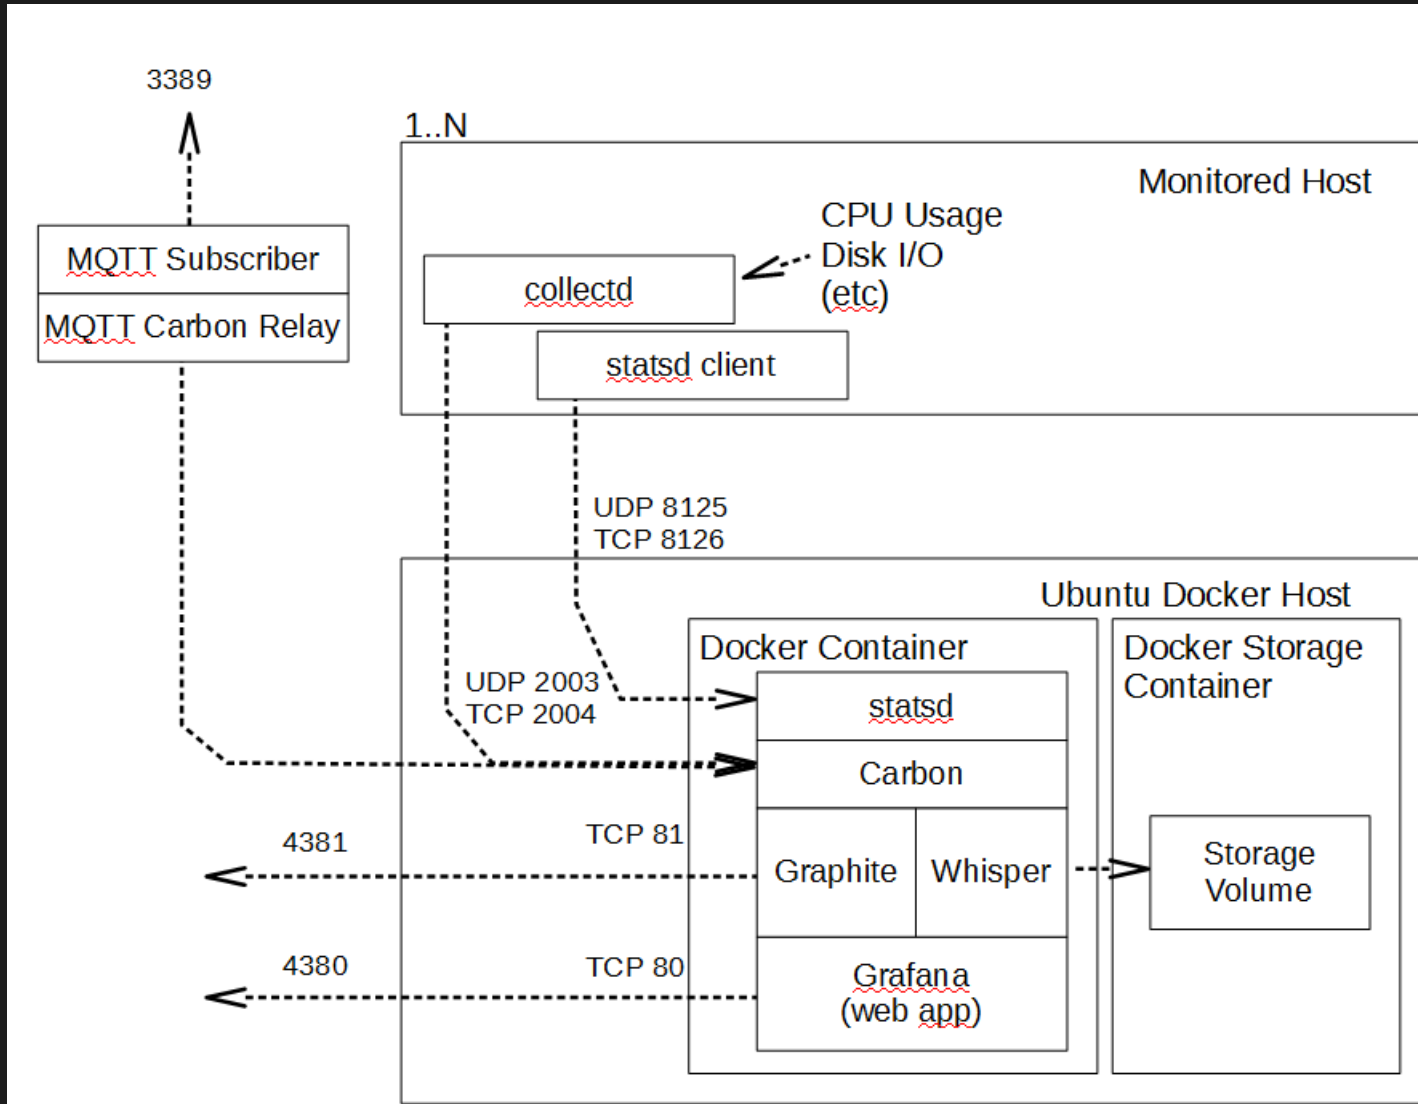 3389
1..N
Monitored Host
CPU Usage
Disk I/O
(etc)
MQTT Subscriber
MQTT Carbon Relay
collectd
statsd client
UDP 8125
TCP 8126
Ubuntu Docker Host
Docker Container
Docker Storage
Container
UDP 2003
TCP 2004
statsd
Carbon
4381
TCP 81
Graphite
Whisper
Storage
Volume
4380
TCP 80
Grafana
(web app)